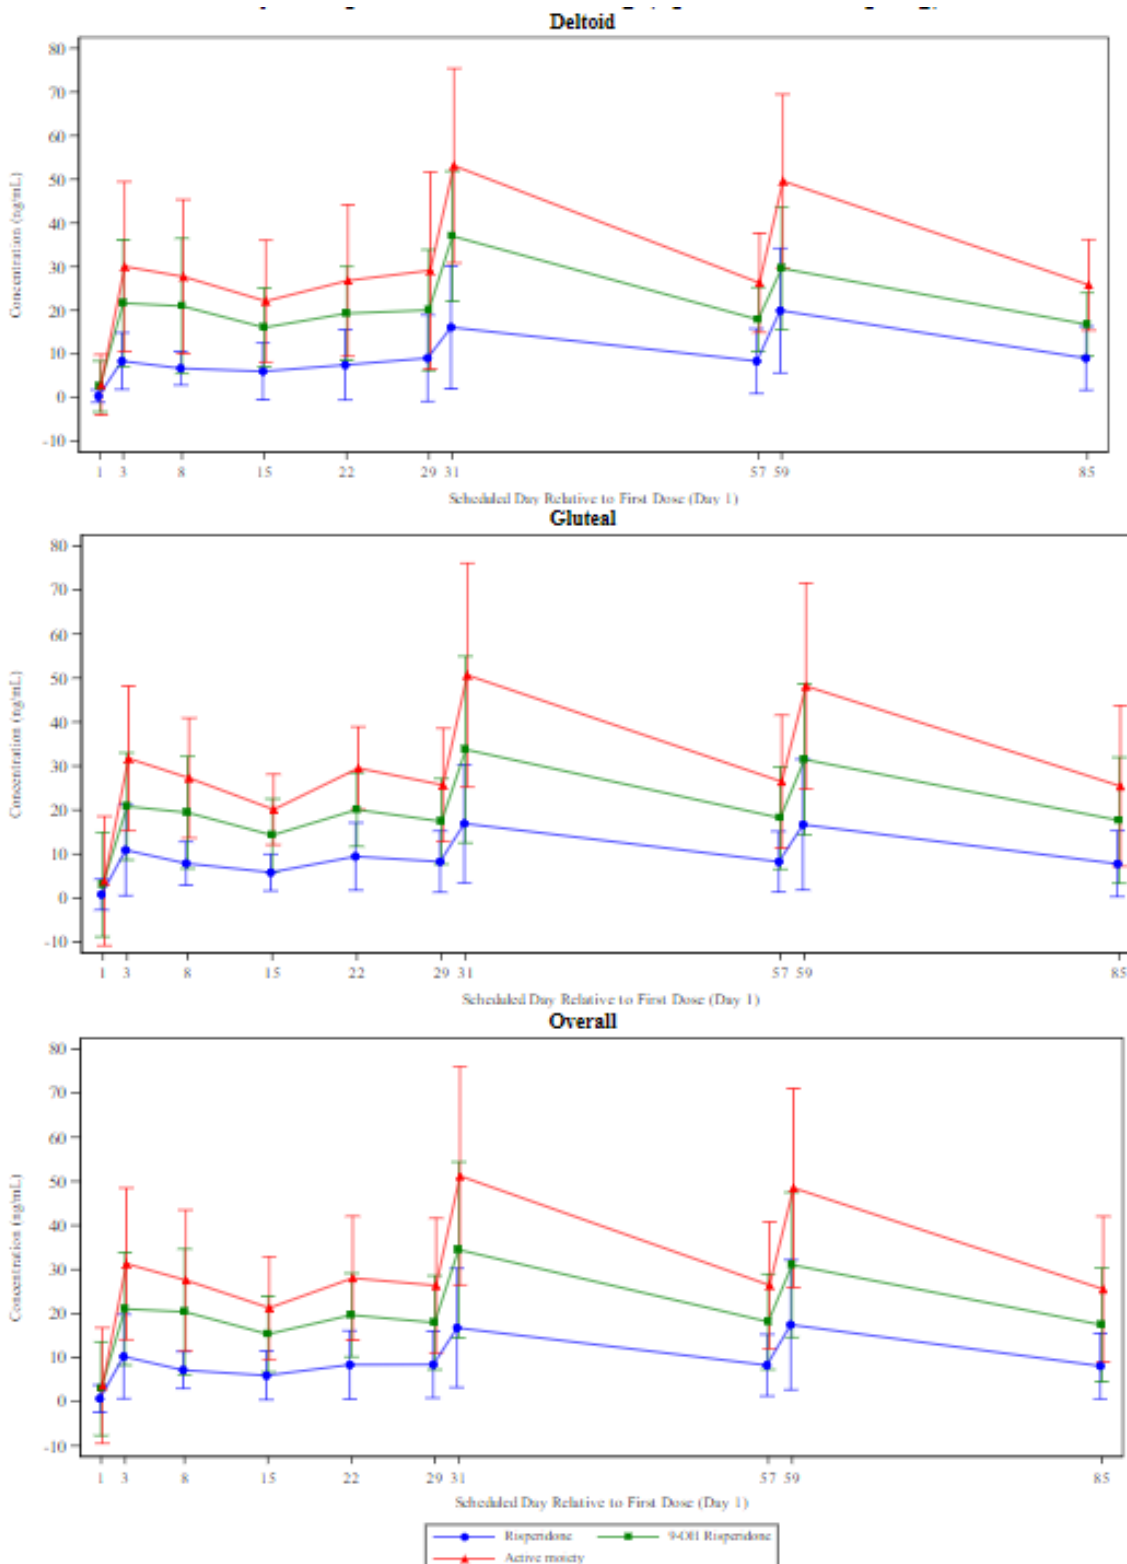 Deltoid
80
70
60
50
40
30
20
10
0
-10
Concentration (ng/mL)
1 3 8 15 22 29 31 57 59 85
Scheduled Day Relative to First Dose (Day 1)
Gluteal
80
70
60
50
40
30
20
10
0
-10
Concentration (ng/mL)
1 3 8 15 22 29 31 57 59 85
Scheduled Day Relative to First Dose (Day 1)
Overall
80
70
60
50
40
30
20
10
0
-10
Concentration (ng/mL)
1 3 8 15 22 29 31 57 59 85
Scheduled Day Relative to First Dose (Day 1)
Risperidone 9-OH Risperidone
Active moiety